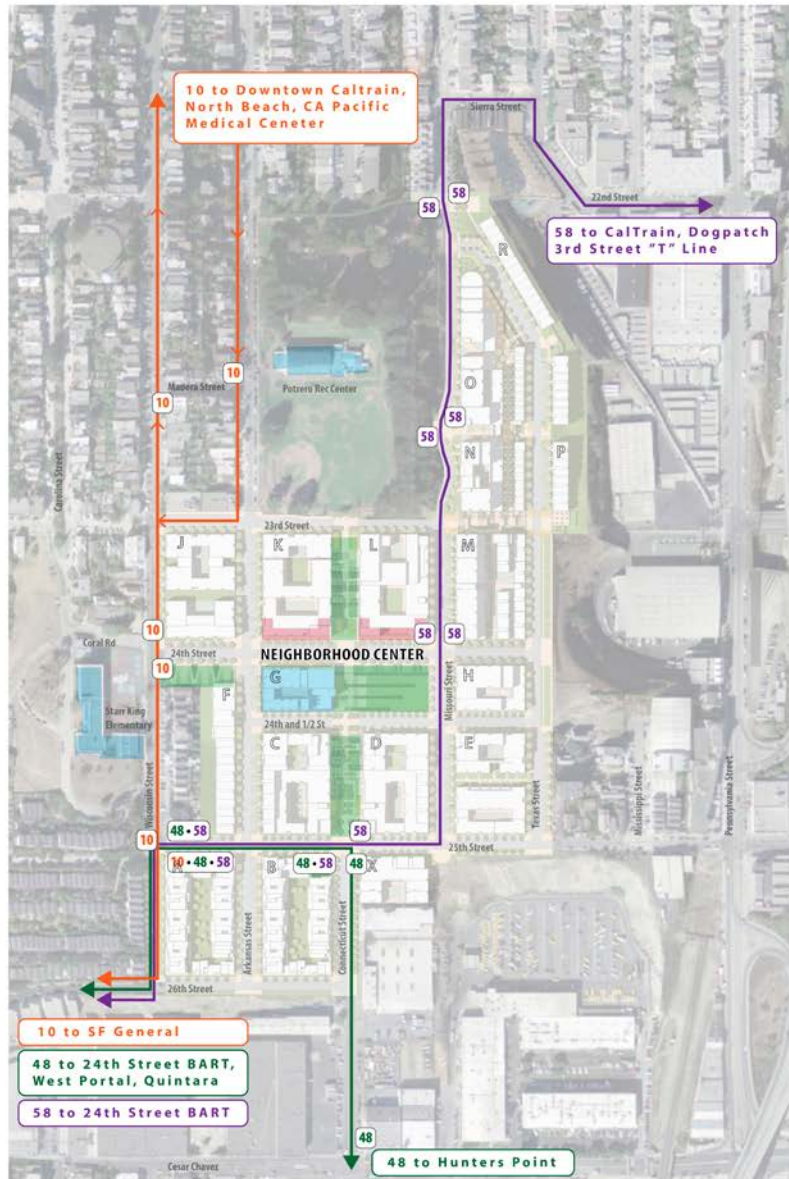 10 to Downtown Caltrain,
North Beach, CA Pacific
Medical Ceneter
Sierra Street
22nd Street
58
58
58 to CalTrain, Dogpatch
3rd Street “T” Line
R
Madera Street
10
10
Potrero Rec Center
O
58
58
N
P
Carolina Street
23rd Street
J
K
L
M
10
58
58
Coral Rd
24th Street
NEIGHBORHOOD CENTER
10
G
H
F
Starr King
Elementary
24th and 1/2 St
Missouri Street
C
D
E
Wisconsin Street
Texas Street
Mississippi Street
Pennsylvania Street
48 • 58
58
10
25th Street
10 • 48 • 58
48 • 58
48
A
B
X
Arkansas Street
Connecticut Street
26th Street
10 to SF General
48 to 24th Street BART,
West Portal, Quintara
58 to 24th Street BART
48
48 to Hunters Point
Cesar Chavez